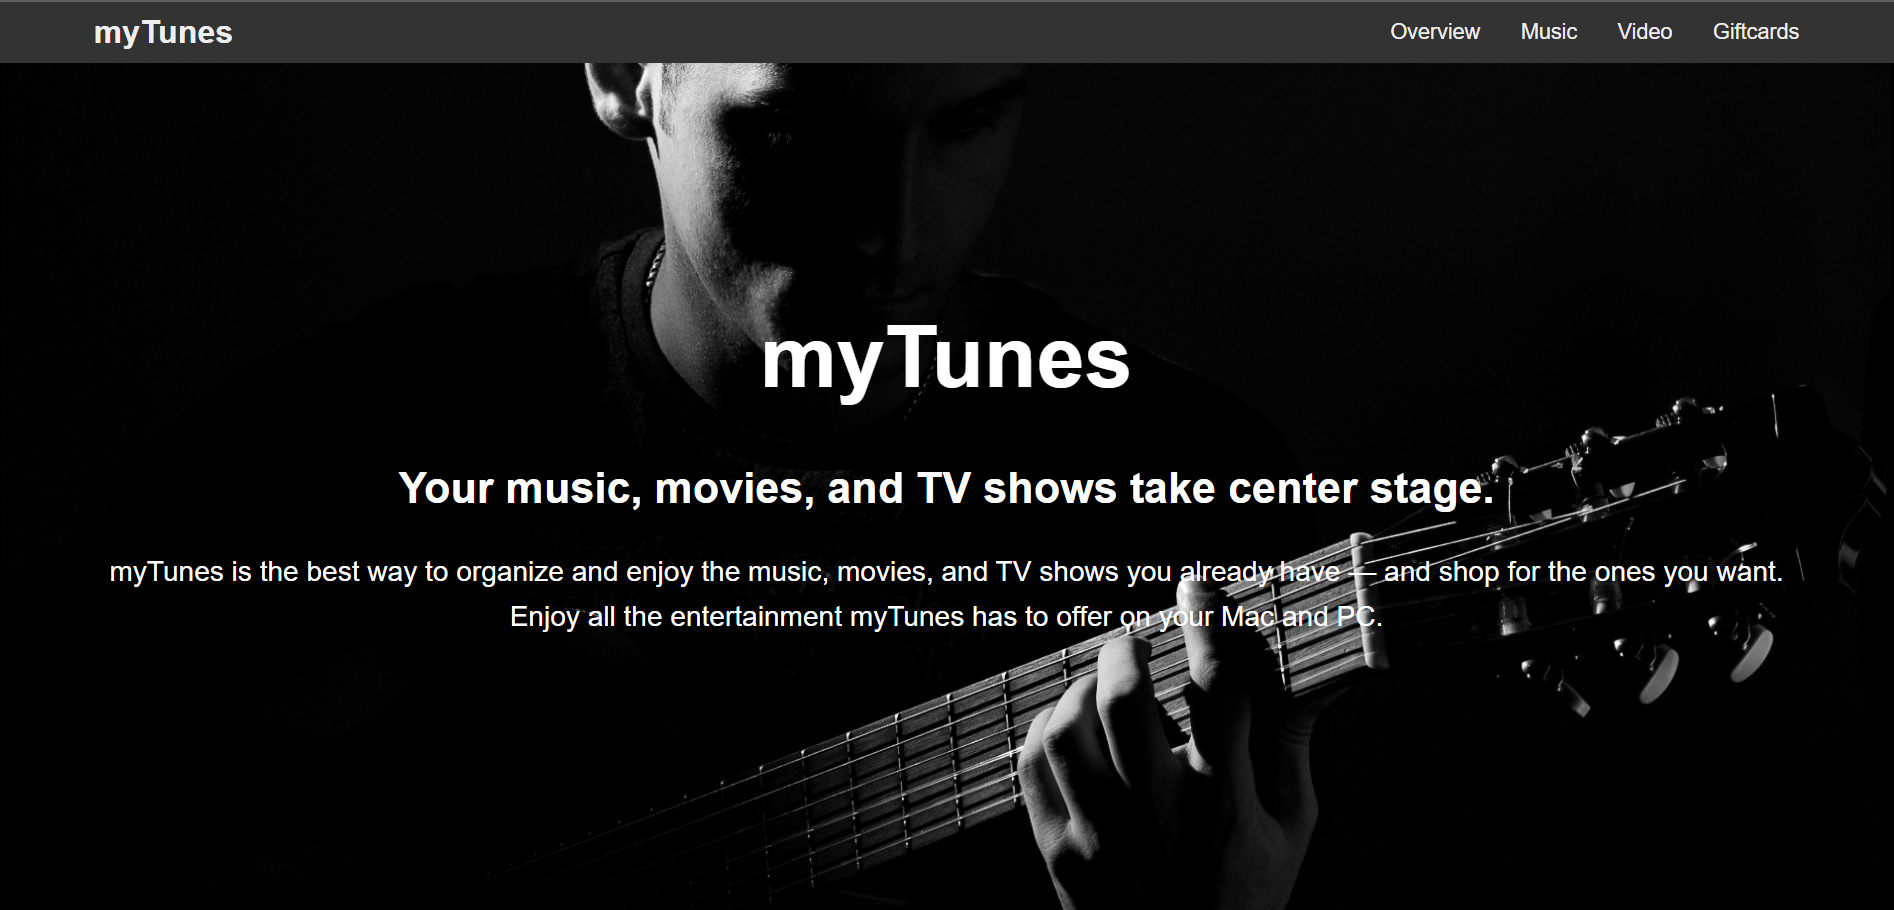 myTunes
Overview Music Video Giftcards
myTunes
Your music, movies, and TV shows take center stage.
myTunes is the best way to organize and enjoy the music, movies, and TV shows you already have — and shop for the ones you want.
Enjoy all the entertainment myTunes has to offer on your Mac and PC.